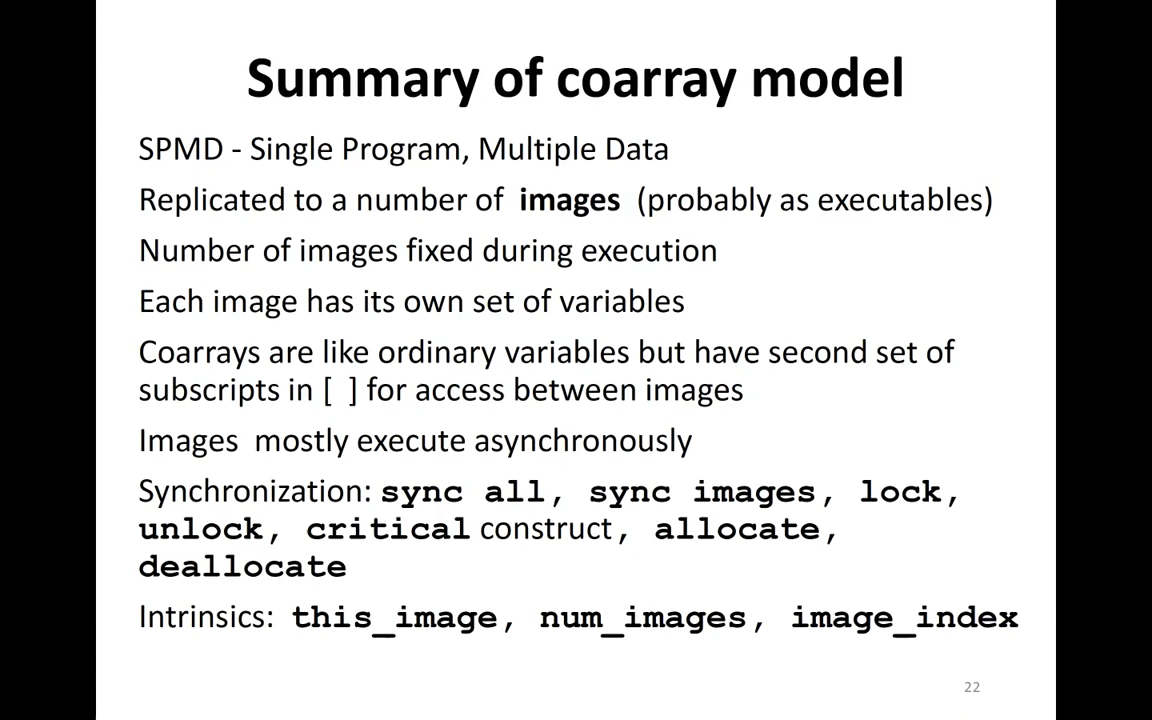 Summary of coarray model
SPMD - Single Program, Multiple Data
Replicated to a number of images (probably as executables)
Number of images fixed during execution
Each image has its own set of variables
Coarrays are like ordinary variables but have second set of
subscripts in [ ] for access between images
Images mostly execute asynchronously
Synchronization: sync all, sync images, lock,
unlock, critical construct, allocate,
deallocate
Intrinsics: this_image, num_images, image_index
22